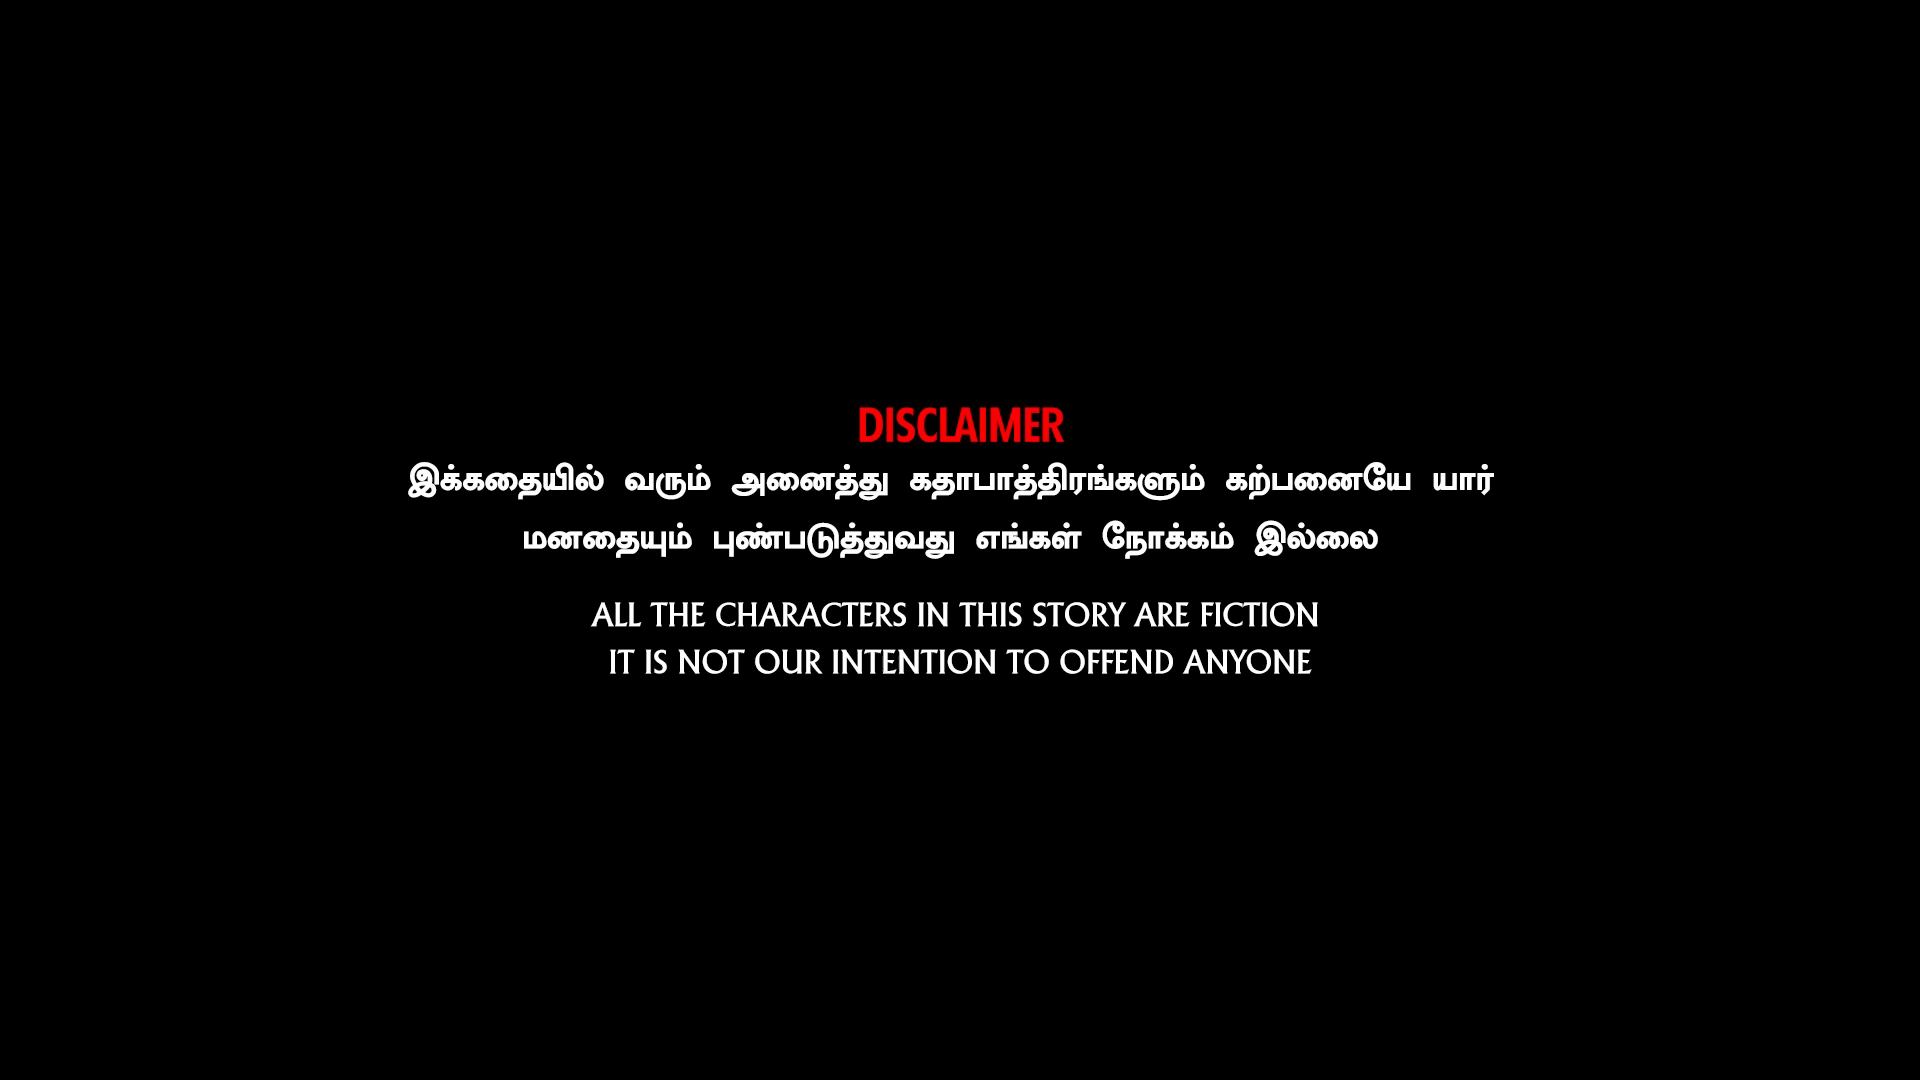 DISCLAIMER
இக்கதையில் வரும் அனைத்து கதாபாத்திரங்களும் கற்பனையே யார்
மனதையும் புண்படுத்துவது எங்கள் நோக்கம் இல்லை
ALL THE CHARACTERS IN THIS STORY ARE FICTION
IT IS NOT OUR INTENTION TO OFFEND ANYONE